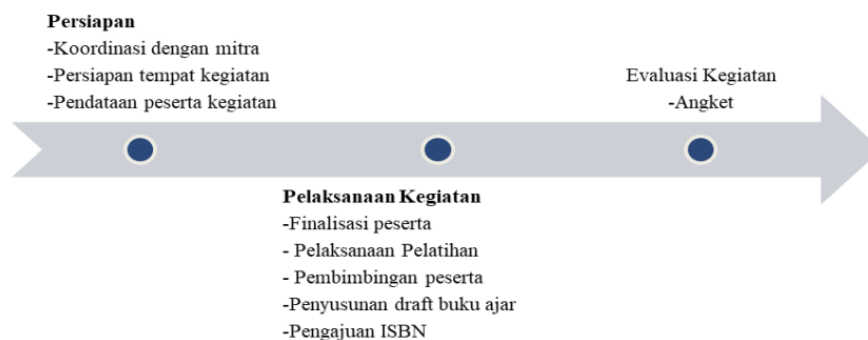 Persiapan
-Koordinasi dengan mitra
-Persiapan tempat kegiatan
-Pendataan peserta kegiatan
Pelaksanaan Kegiatan
-Finalisasi peserta
- Pelaksanaan Pelatihan
- Pembimbingan peserta
-Penyusunan draft buku ajar
-Pengajuan ISBN
Evaluasi Kegiatan
-Angket